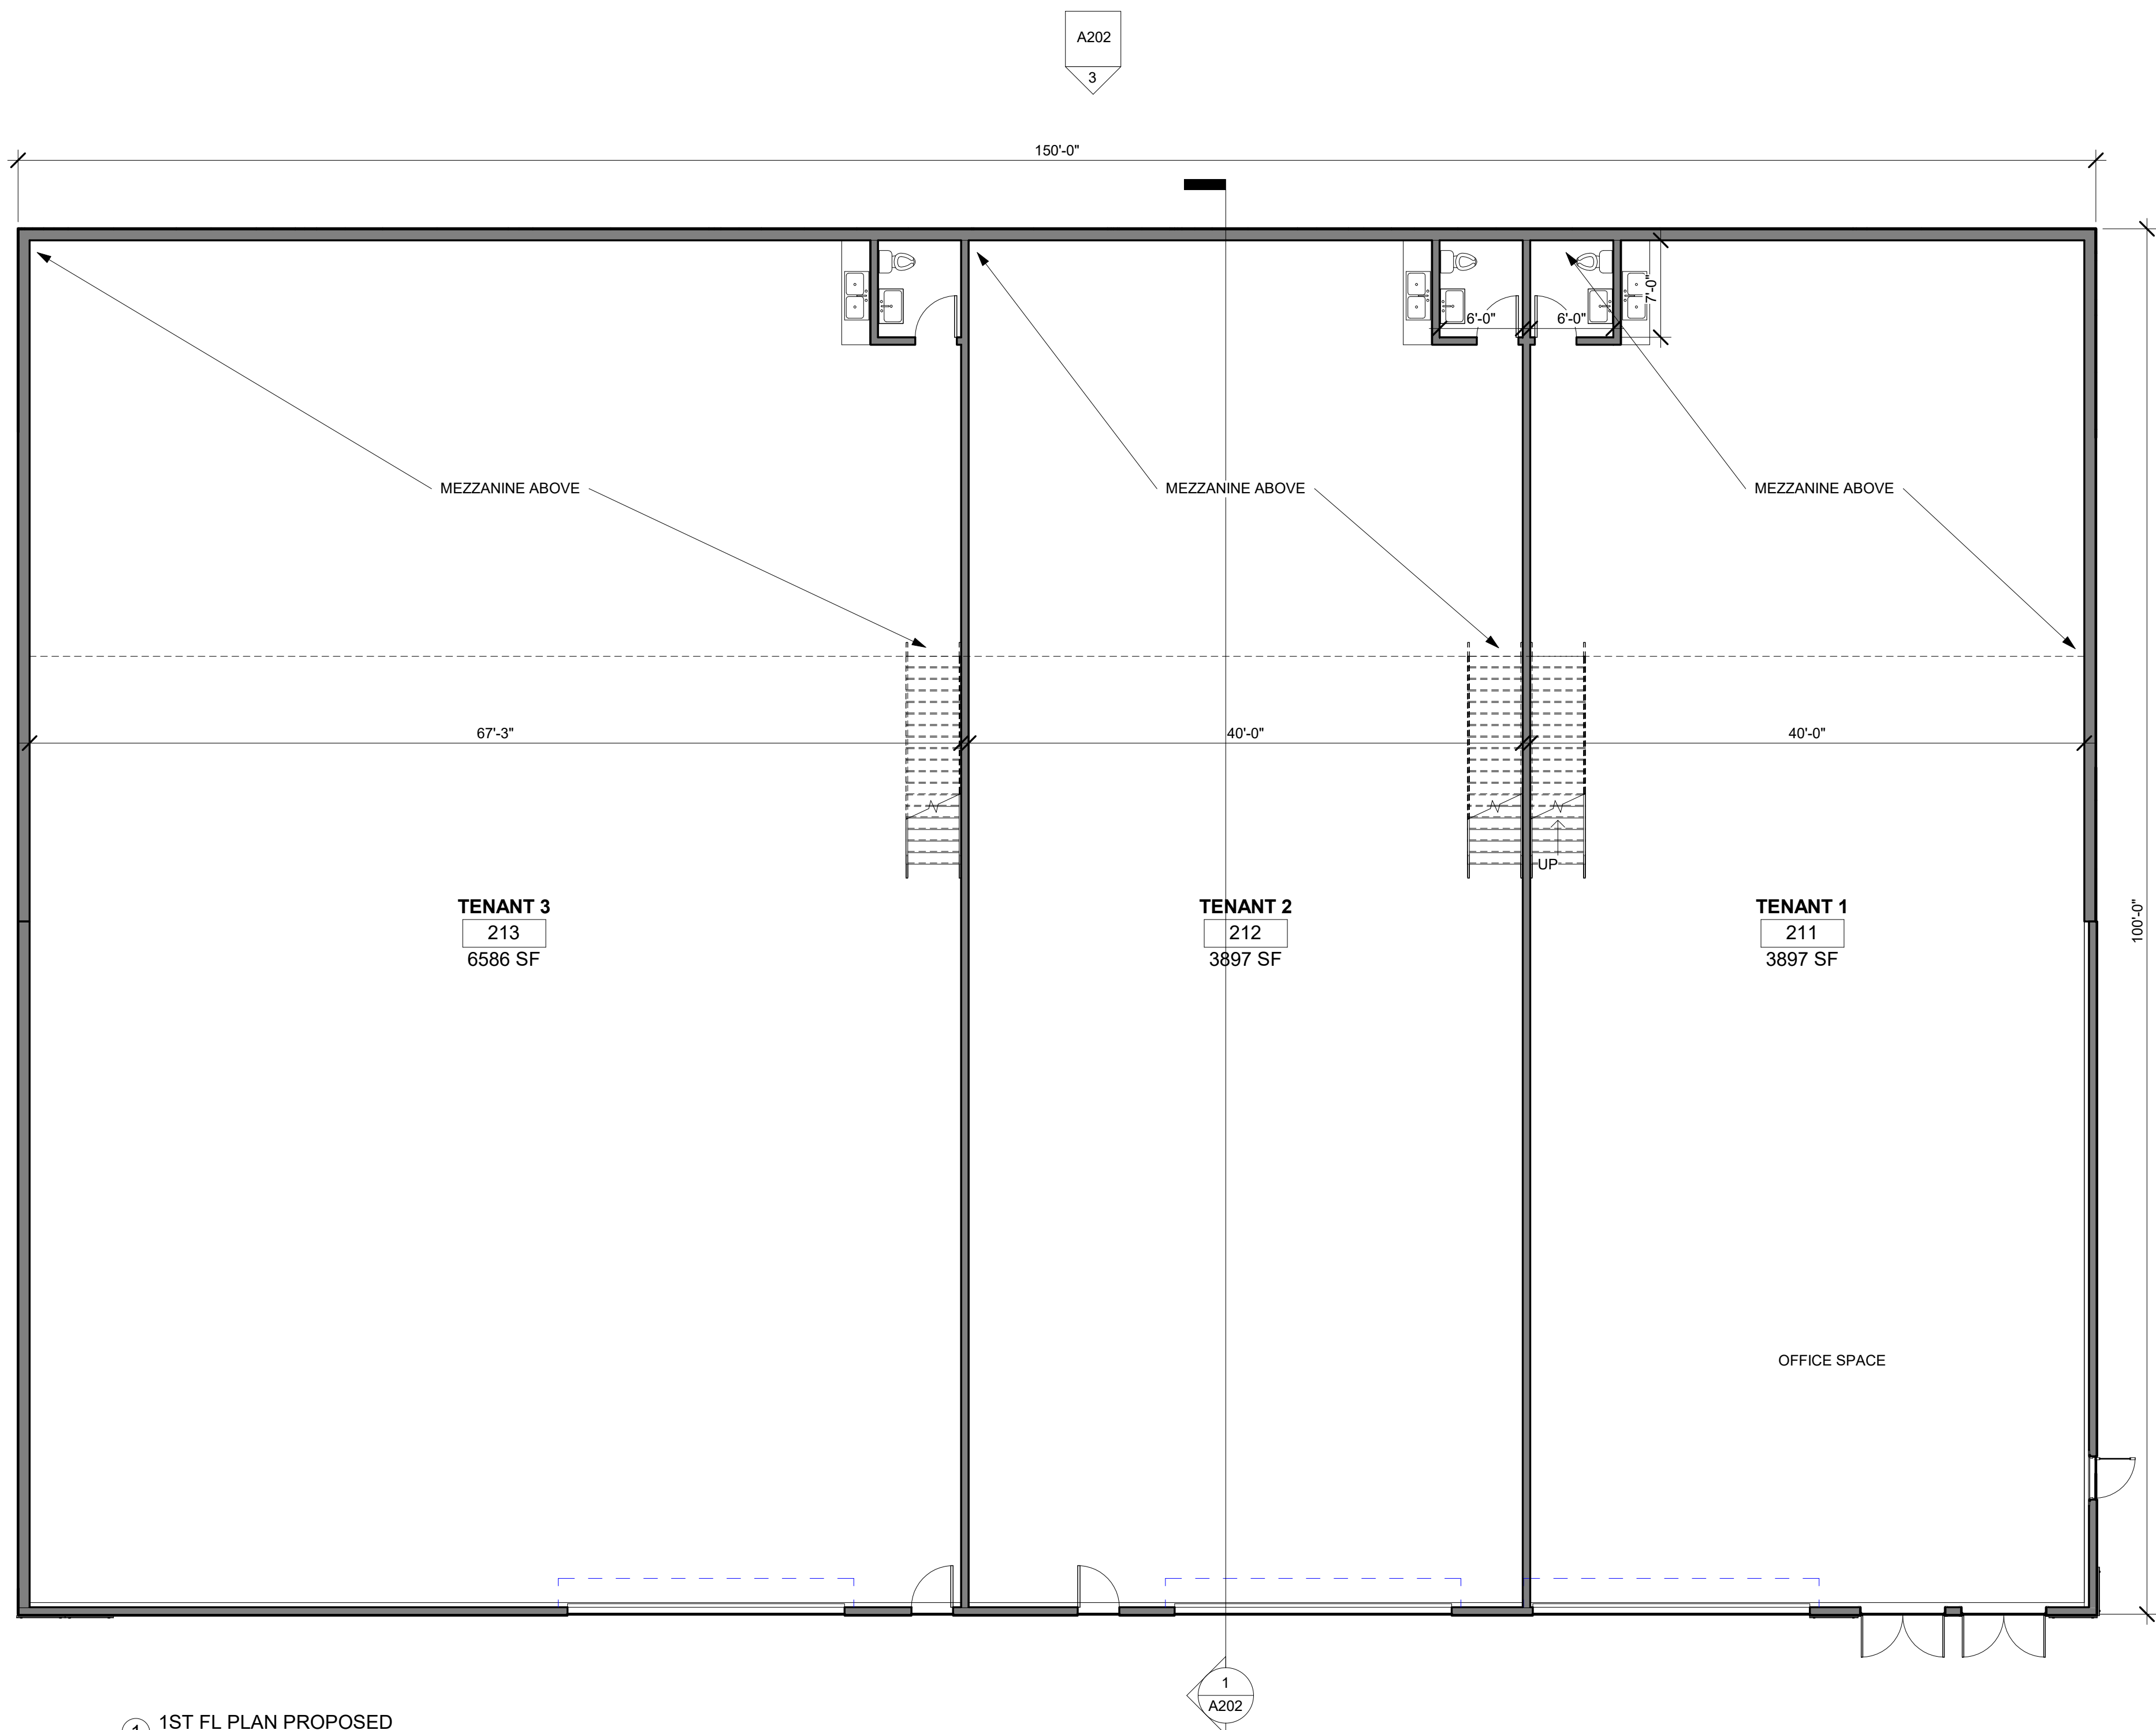 A202
3
150'-0"
6'-0"
6'-0"
7'-0"
MEZZANINE ABOVE
MEZZANINE ABOVE
MEZZANINE ABOVE
67'-3"
40'-0"
40'-0"
UP
TENANT 3
213
6586 SF
TENANT 2
212
3897 SF
TENANT 1
211
3897 SF
100'-0"
OFFICE SPACE
1
A202
1
1ST FL PLAN PROPOSED